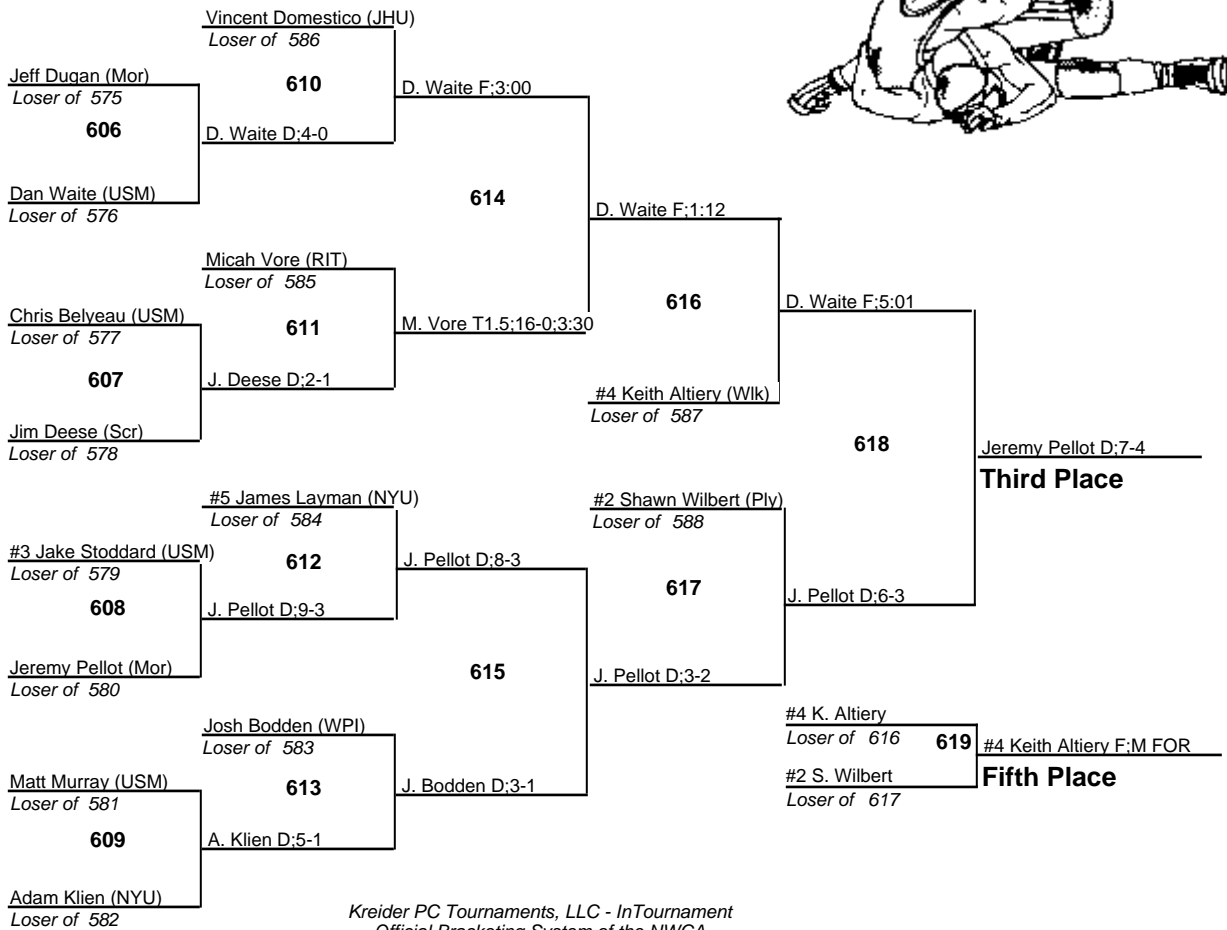 Vincent Domestico (JHU)
Loser of 586
Jeff Dugan (Mor)
Loser of 575
610
D. Waite F;3:00
606
D. Waite D;4-0
Dan Waite (USM)
Loser of 576
614
D. Waite F;1:12
Micah Vore (RIT)
Loser of 585
616
D. Waite F;5:01
Chris Belyeau (USM)
Loser of 577
611
M. Vore T1.5;16-0;3:30
607
J. Deese D;2-1
#4 Keith Altiery (Wlk)
Loser of 587
Jim Deese (Scr)
Loser of 578
618
Jeremy Pellot D;7-4
Third Place
#5 James Layman (NYU)
Loser of 584
#2 Shawn Wilbert (Ply)
Loser of 588
#3 Jake Stoddard (USM)
Loser of 579
612
J. Pellot D;8-3
617
J. Pellot D;6-3
608
J. Pellot D;9-3
Jeremy Pellot (Mor)
Loser of 580
615
J. Pellot D;3-2
Josh Bodden (WPI)
Loser of 583
#4 K. Altiery
Loser of 616
619
#4 Keith Altiery F;M FOR
Fifth Place
#2 S. Wilbert
Loser of 617
Matt Murray (USM)
Loser of 581
613
J. Bodden D;3-1
609
A. Klien D;5-1
Adam Klien (NYU)
Loser of 582
Kreider PC Tournaments, LLC - InTournament
Official Bracketing System of the NWCA